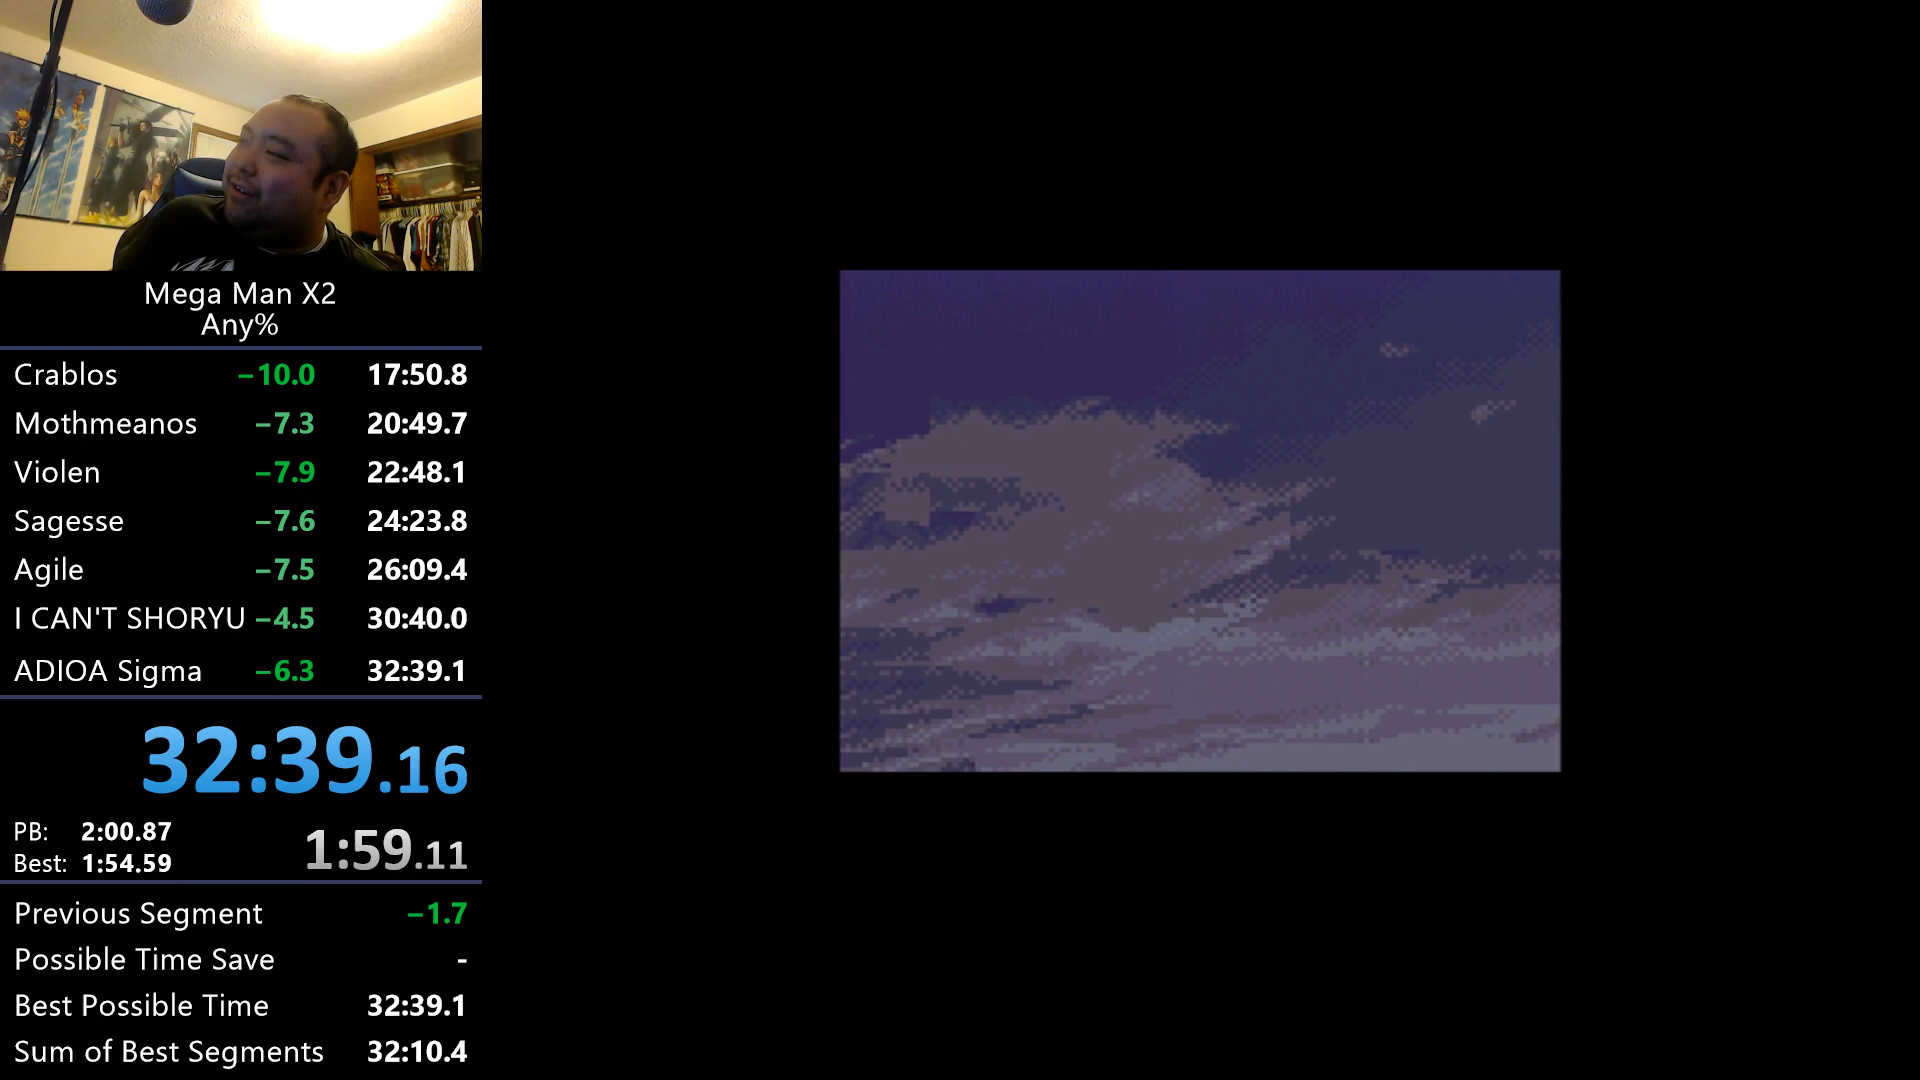 Mega Man X2
Any%
Crablos −10.0 17:50.8
Mothmeanos −7.3 20:49.7
Violen −7.9 22:48.1
Sagesse −7.6 24:23.8
Agile −7.5 26:09.4
I CAN'T SHORYU −4.5 30:40.0
ADIOA Sigma −6.3 32:39.1
32:39.16
PB: 2:00.87
Best: 1:54.59
1:59.11
Previous Segment −1.7
Possible Time Save -
Best Possible Time 32:39.1
Sum of Best Segments 32:10.4